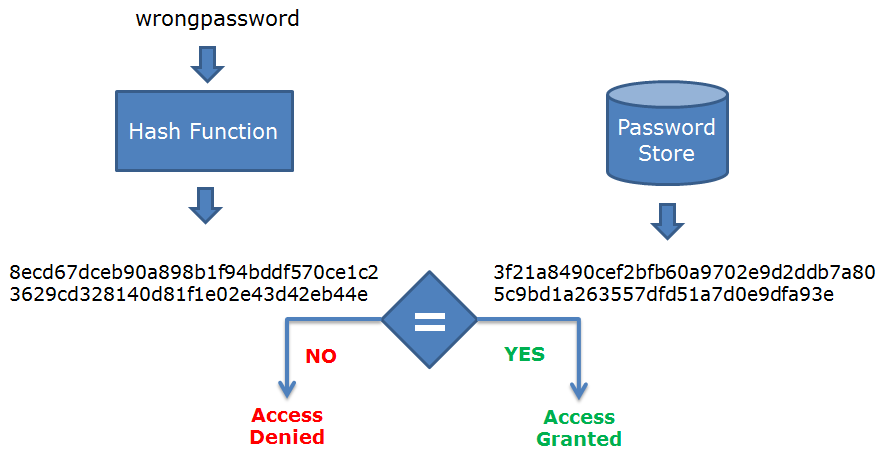 wrongpassword
Hash Function
Password
Store
8ecd67dceb90a898b1f94bddf570ce1c2
3629cd328140d81f1e02e43d42eb44e
3f21a8490cef2bfb60a9702e9d2ddb7a80
5c9bd1a263557dfd51a7d0e9dfa93e
=
NO
YES
Access
Denied
Access
Granted